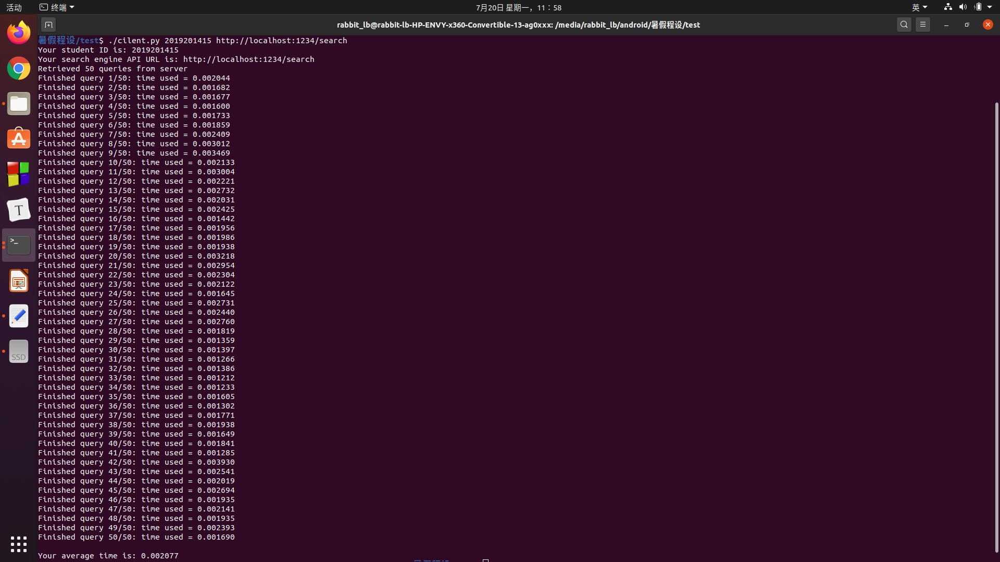 活动 终端 7月20日 星期一，11：58 英
rabbit_lb@rabbit-lb-HP-ENVY-x360-Convertible-13-ag0xxx: /media/rabbit_lb/android/暑假程设/test
暑假程设/test$ ./cilent.py 2019201415 http://localhost:1234/search
Your student ID is: 2019201415
Your search engine API URL is: http://localhost:1234/search
Retrieved 50 queries from server
Finished query 1/50: time used = 0.002044
Finished query 2/50: time used = 0.001682
Finished query 3/50: time used = 0.001677
Finished query 4/50: time used = 0.001600
Finished query 5/50: time used = 0.001733
Finished query 6/50: time used = 0.001859
Finished query 7/50: time used = 0.002409
Finished query 8/50: time used = 0.003012
Finished query 9/50: time used = 0.003469
Finished query 10/50: time used = 0.002133
Finished query 11/50: time used = 0.003004
Finished query 12/50: time used = 0.002221
Finished query 13/50: time used = 0.002732
Finished query 14/50: time used = 0.002031
Finished query 15/50: time used = 0.002425
Finished query 16/50: time used = 0.001442
Finished query 17/50: time used = 0.001956
Finished query 18/50: time used = 0.001986
Finished query 19/50: time used = 0.001938
Finished query 20/50: time used = 0.003218
Finished query 21/50: time used = 0.002954
Finished query 22/50: time used = 0.002304
Finished query 23/50: time used = 0.002122
Finished query 24/50: time used = 0.001645
Finished query 25/50: time used = 0.002731
Finished query 26/50: time used = 0.002440
Finished query 27/50: time used = 0.002760
Finished query 28/50: time used = 0.001819
Finished query 29/50: time used = 0.001359
Finished query 30/50: time used = 0.001397
Finished query 31/50: time used = 0.001266
Finished query 32/50: time used = 0.001386
Finished query 33/50: time used = 0.001212
Finished query 34/50: time used = 0.001233
Finished query 35/50: time used = 0.001605
Finished query 36/50: time used = 0.001302
Finished query 37/50: time used = 0.001771
Finished query 38/50: time used = 0.001938
Finished query 39/50: time used = 0.001649
Finished query 40/50: time used = 0.001841
Finished query 41/50: time used = 0.001285
Finished query 42/50: time used = 0.003930
Finished query 43/50: time used = 0.002541
Finished query 44/50: time used = 0.002019
Finished query 45/50: time used = 0.002694
Finished query 46/50: time used = 0.001935
Finished query 47/50: time used = 0.002141
Finished query 48/50: time used = 0.001935
Finished query 49/50: time used = 0.002393
Finished query 50/50: time used = 0.001690
Your average time is: 0.002077
T
>_
SSD